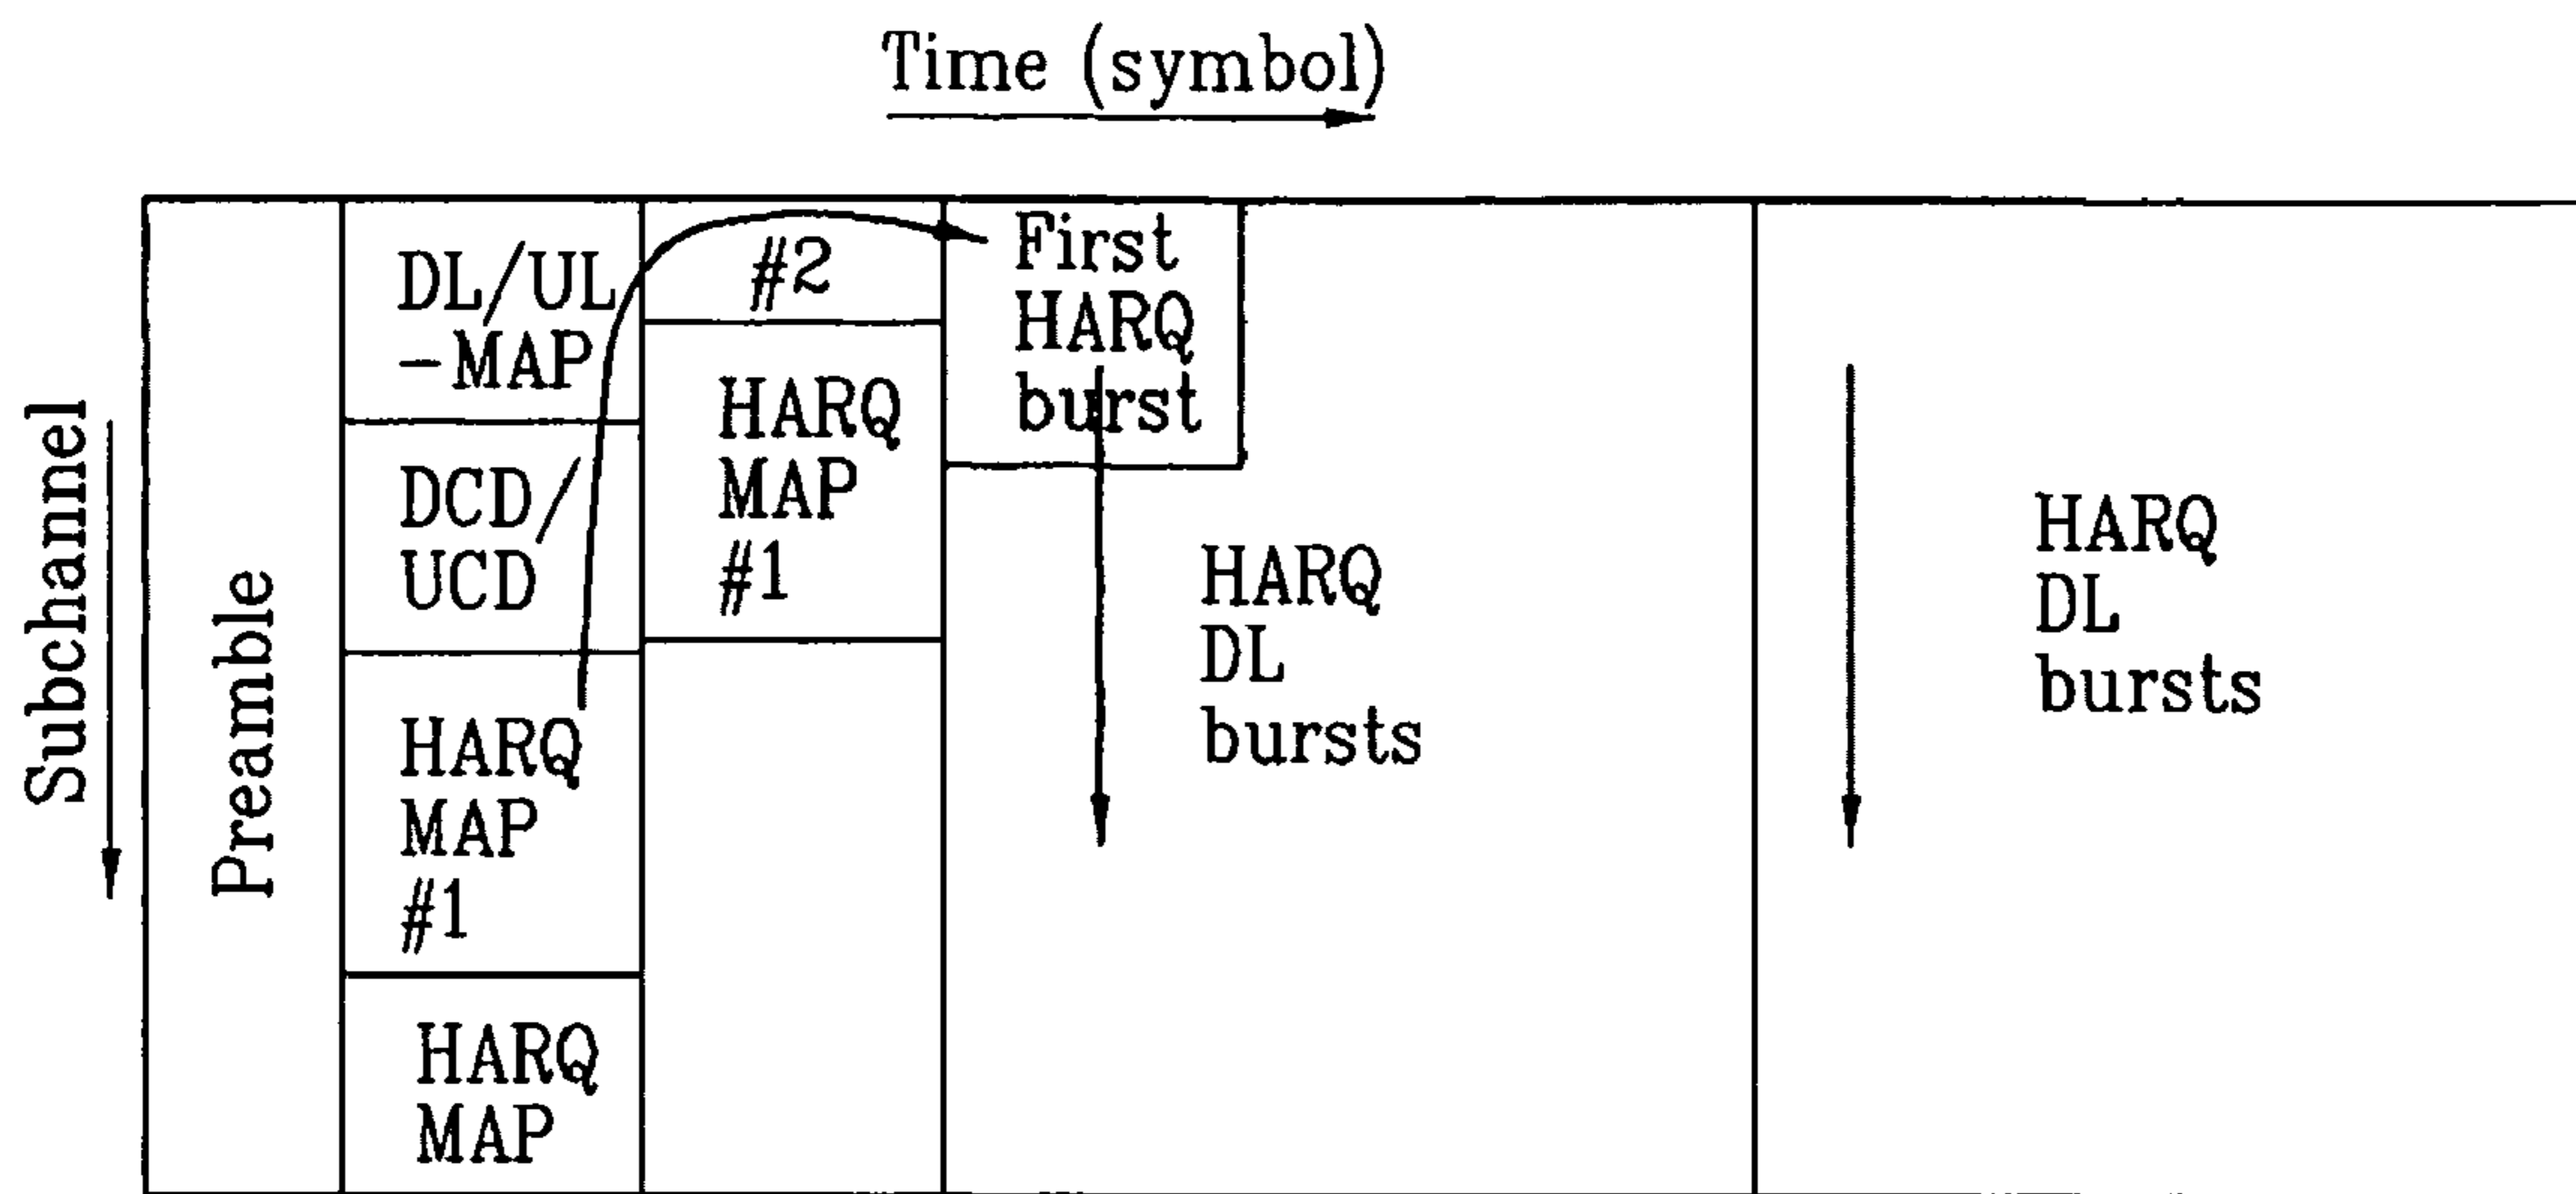 Time (symbol)
Subchannel
Preamble
DL/UL
-MAP
DCD/
UCD
HARQ
MAP
#1
HARQ
MAP
#2
HARQ
MAP
#1
First
HARQ
burst
HARQ
DL
bursts
HARQ
DL
bursts